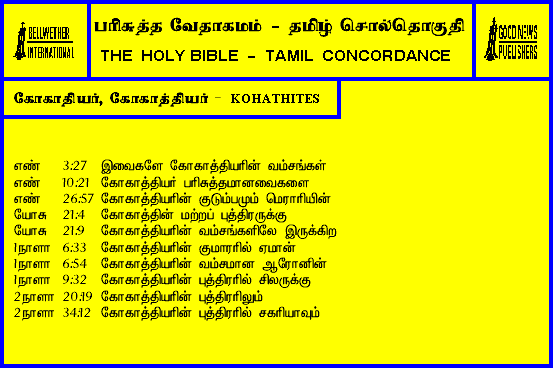 BELLWETHER
INTERNATIONAL
பரிசுத்த வேதாகமம் - தமிழ் சொல்தொகுதி
THE HOLY BIBLE - TAMIL CONCORDANCE
GOOD NEWS
PUBLISHERS
கோகாதியர், கோகாத்தியர் - KOHATHITES
எண் 3:27 இவைகளே கோகாத்தியரின் வம்சங்கள்
எண் 10:21 கோகாத்தியர் பரிசுத்தமானவைகளை
எண் 26:57 கோகாத்தியரின் குடும்பமும் மெராரியின்
யோசு 21:4 கோகாத்தின் மற்றப் புத்திரருக்கு
யோசு 21:9 கோகாத்தியரின் வம்சங்களிலே இருக்கிற
1நாளா 6:33 கோகாத்தியரின் குமாரரில் ஏமான்
1நாளா 6:54 கோகாத்தியரின் வம்சமான ஆரோனின்
1நாளா 9:32 கோகாத்தியரின் புத்திரரில் சிலருக்கு
2நாளா 20:19 கோகாத்தியரின் புத்திரரிலும்
2நாளா 34:12 கோகாத்தியரின் புத்திரரில் சகரியாவும்